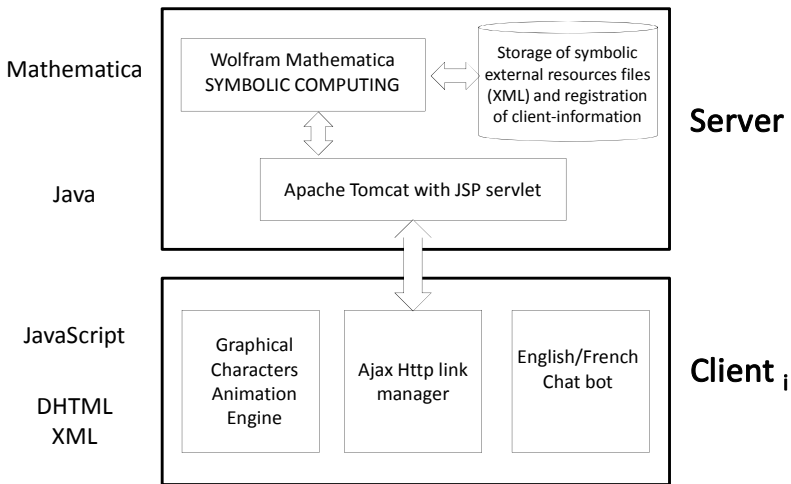 Mathematica
Wolfram Mathematica
SYMBOLIC COMPUTING
Storage of symbolic
external resources files
(XML) and registration
of client-information
Server
Java
Apache Tomcat with JSP servlet
JavaScript
DHTML
XML
Graphical
Characters
Animation
Engine
Ajax Http link
manager
English/French
Chat bot
Client i